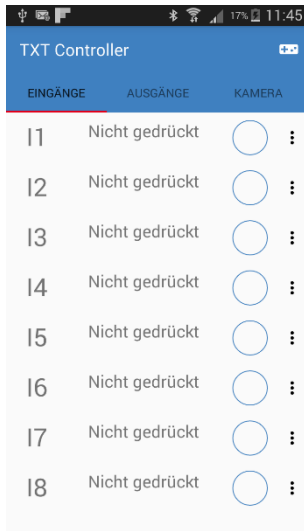 17% 11:45
TXT Controller
EINGÄNGE AUSGÄNGE KAMERA
I1 Nicht gedrückt
I2 Nicht gedrückt
I3 Nicht gedrückt
I4 Nicht gedrückt
I5 Nicht gedrückt
I6 Nicht gedrückt
I7 Nicht gedrückt
I8 Nicht gedrückt